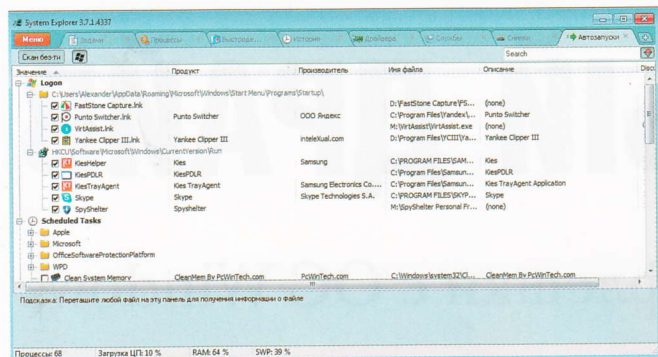 System Explorer 3.7.1.4337
Меню Задачи Процессы История Драйвера Службы Снимки Автозапуски
Скан без-ти Search
Значение Продукт Производитель Имя файла Описание
Logon
C:\Users\Alexander\AppData\Roaming\Microsoft\Windows\Start Menu\Programs\Startup\
FastStone Capture.lnk D:\FastStone Capture\FS... (none)
Punto Switcher.lnk Punto Switcher ООО Яндекс C:\Program Files\Yandex\... Punto Switcher
VirtAssist.lnk M:\VirtAssist\VirtAssist.exe (none)
Yankee Clipper III.lnk Yankee Clipper III inteleXual.com D:\Program Files\YCIII\Ya... Yankee Clipper III
HKCU\Software\Microsoft\Windows\CurrentVersion\Run
KiesHelper Kies Samsung C:\PROGRAM FILES\SAM... Kies
KiesPDLR KiesPDLR C:\Program Files\Samsun... KiesPDLR
KiesTrayAgent KiesTrayAgent Samsung Electronics Co.... C:\Program Files\Samsun... Kies TrayAgent Application
Skype Skype Skype Technologies S.A. C:\PROGRAM FILES\SKYP... Skype
SpyShelter Spyshelter M:\SpyShelter Personal Fr... (none)
Scheduled Tasks
Apple
Microsoft
OfficeSoftwareProtectionPlatform
WPD
Clean System Memory CleanMem By PcWinTech.com PcWinTech.com C:\Windows\system32\Cl... CleanMem By PcWinTech.com
Подсказка: Перетащите любой файл на эту панель для получения информации о файле
Процессы: 68 Загрузка ЦП: 10 % RAM: 64 % SWP: 39 %